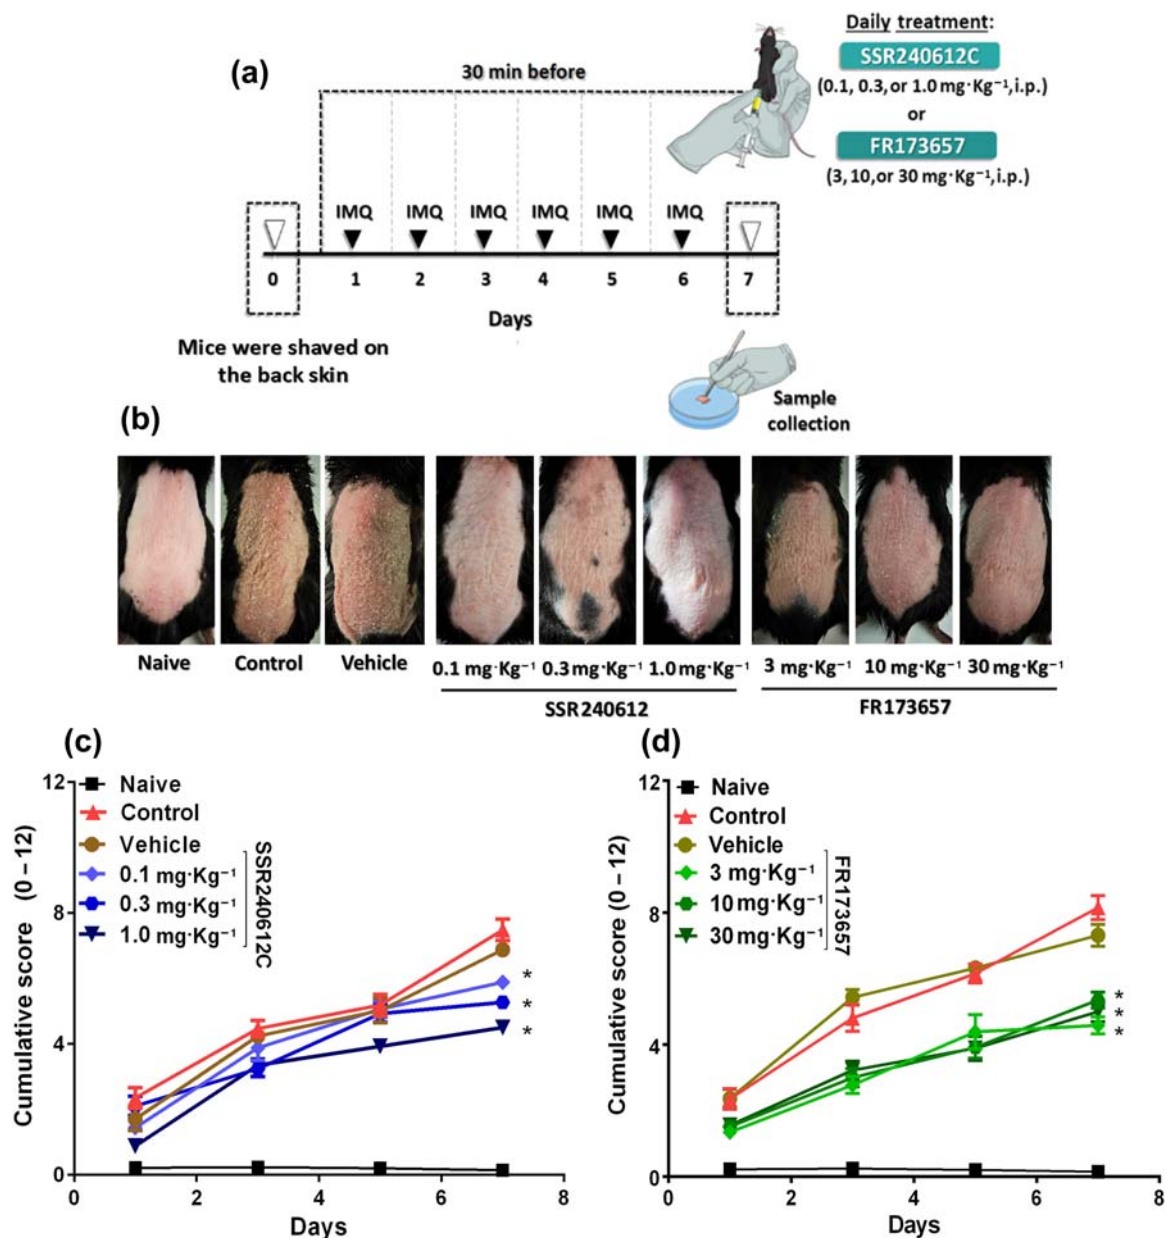 (a)
30 min before
Daily treatment:
SSR240612C
(0.1, 0.3, or 1.0 mg·Kg⁻¹, i.p.)
or
FR173657
(3, 10, or 30 mg·Kg⁻¹, i.p.)
IMQ IMQ IMQ IMQ IMQ IMQ
0 1 2 3 4 5 6 7
Days
Mice were shaved on
the back skin
Sample
collection
(b)
Naive Control Vehicle 0.1 mg·Kg⁻¹ 0.3 mg·Kg⁻¹ 1.0 mg·Kg⁻¹ 3 mg·Kg⁻¹ 10 mg·Kg⁻¹ 30 mg·Kg⁻¹
SSR240612 FR173657
(c)
Cumulative score (0 – 12)
12
8
4
0
Naive
Control
Vehicle
0.1 mg·Kg⁻¹
0.3 mg·Kg⁻¹
1.0 mg·Kg⁻¹
SSR240612C
*
*
*
0 2 4 6 8
Days
(d)
Cumulative score (0 – 12)
12
8
4
0
Naive
Control
Vehicle
3 mg·Kg⁻¹
10 mg·Kg⁻¹
30 mg·Kg⁻¹
FR173657
*
*
*
0 2 4 6 8
Days